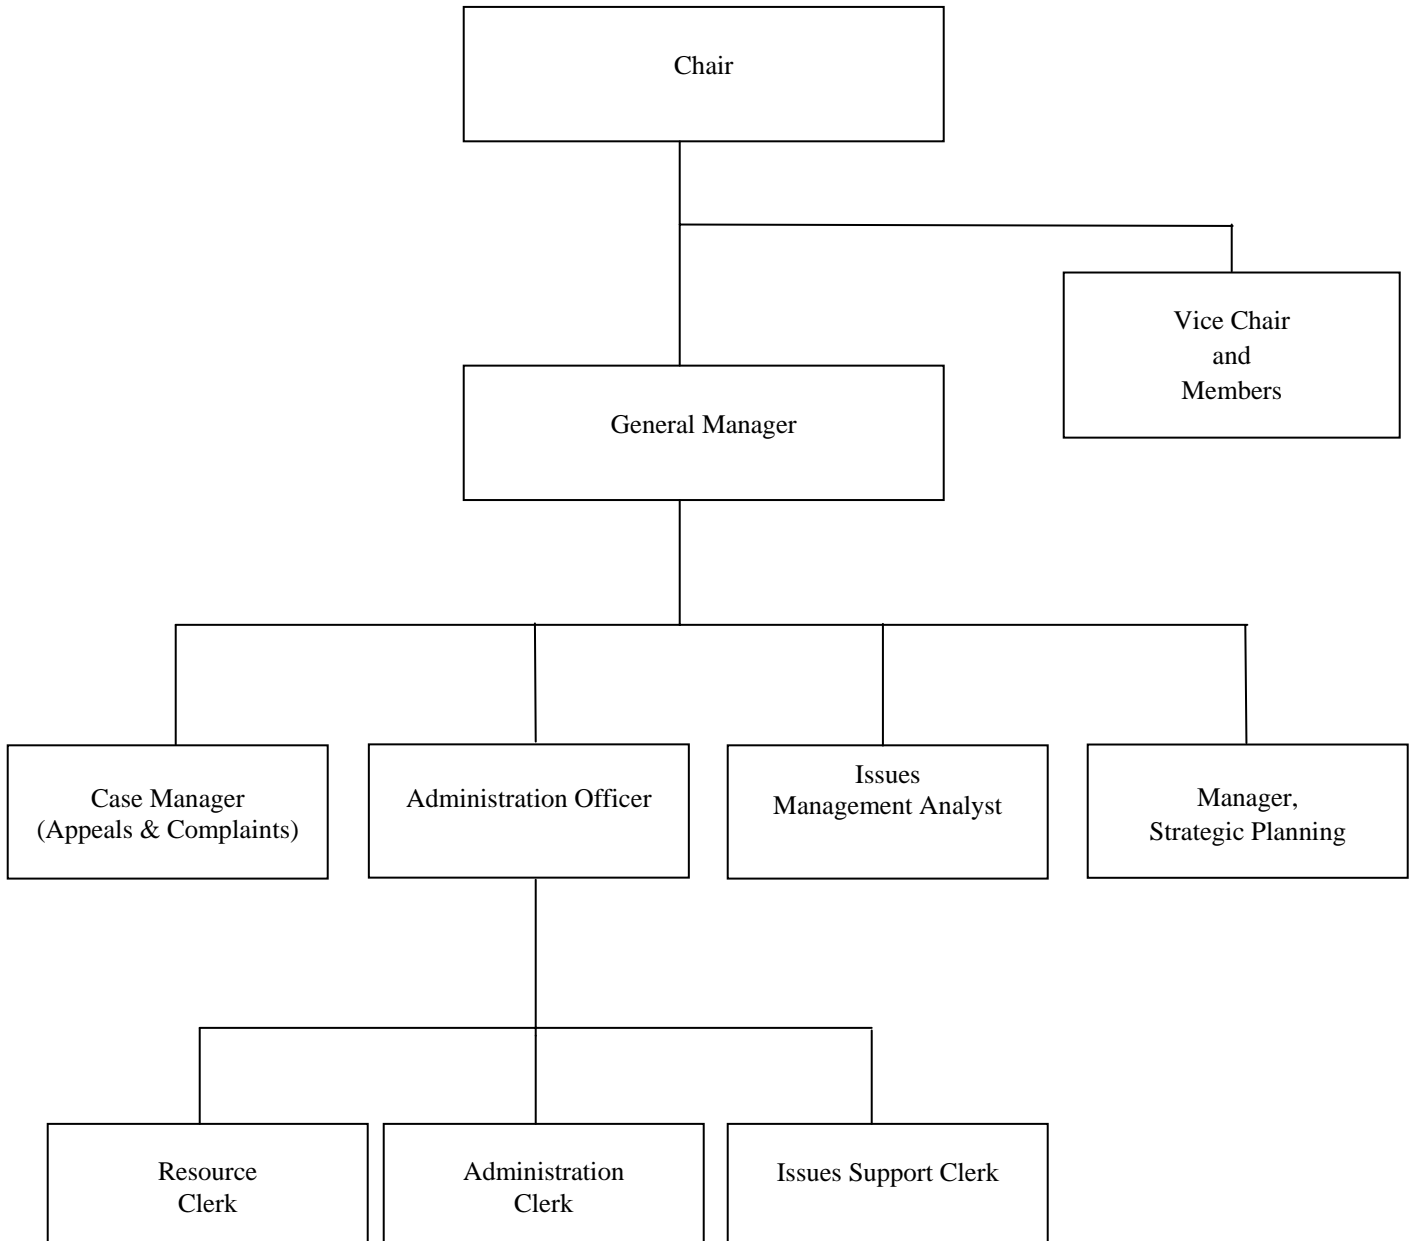 Chair
Vice Chair
and
Members
General Manager
Case Manager
(Appeals & Complaints)
Administration Officer
Issues
Management Analyst
Manager,
Strategic Planning
Resource
Clerk
Administration
Clerk
Issues Support Clerk